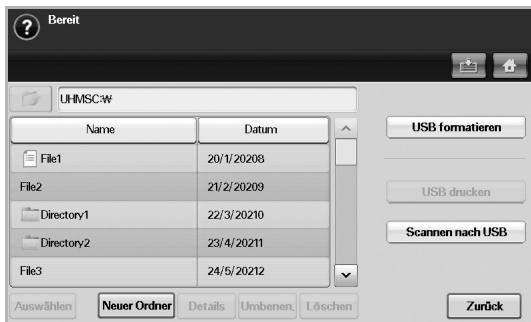 Bereit
UHMSC:₩
Name Datum
File1 20/1/20208
File2 21/2/20209
Directory1 22/3/20210
Directory2 23/4/20211
File3 24/5/20212
USB formatieren
USB drucken
Scannen nach USB
Auswählen Neuer Ordner Details Umbenen. Löschen Zurück